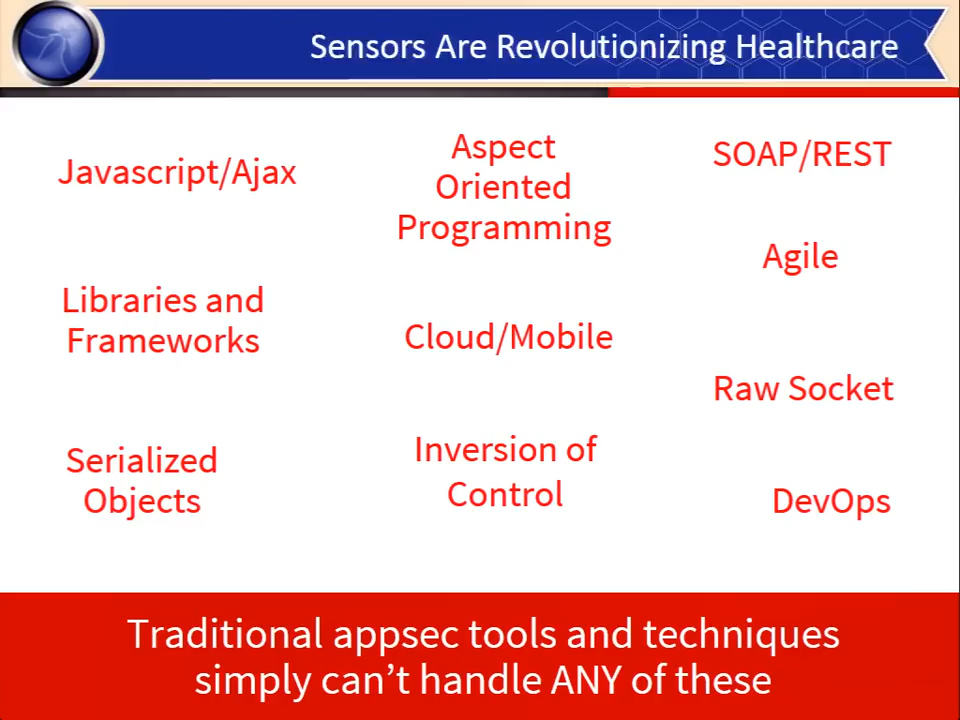 Sensors Are Revolutionizing Healthcare
Javascript/Ajax
Aspect
Oriented
Programming
SOAP/REST
Agile
Libraries and
Frameworks
Cloud/Mobile
Raw Socket
Serialized
Objects
Inversion of
Control
DevOps
Traditional appsec tools and techniques
simply can’t handle ANY of these